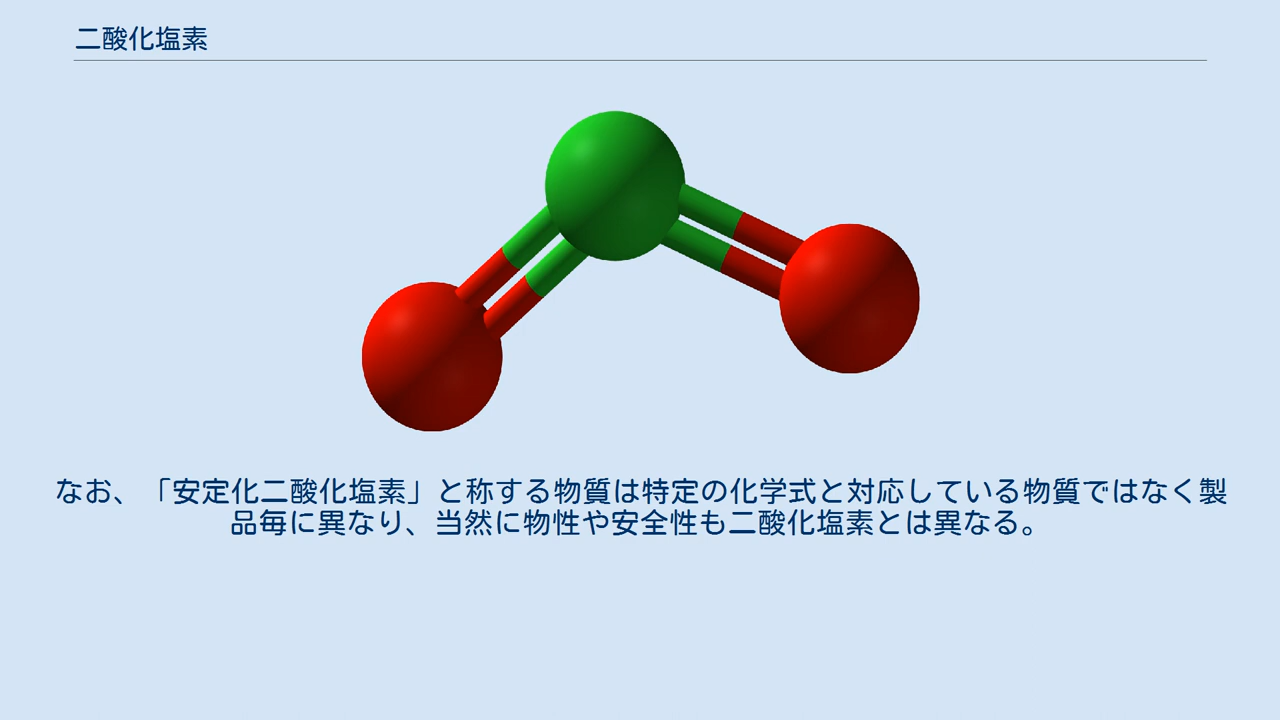 二酸化塩素
なお、「安定化二酸化塩素」と称する物質は特定の化学式と対応している物質ではなく製
品毎に異なり、当然に物性や安全性も二酸化塩素とは異なる。